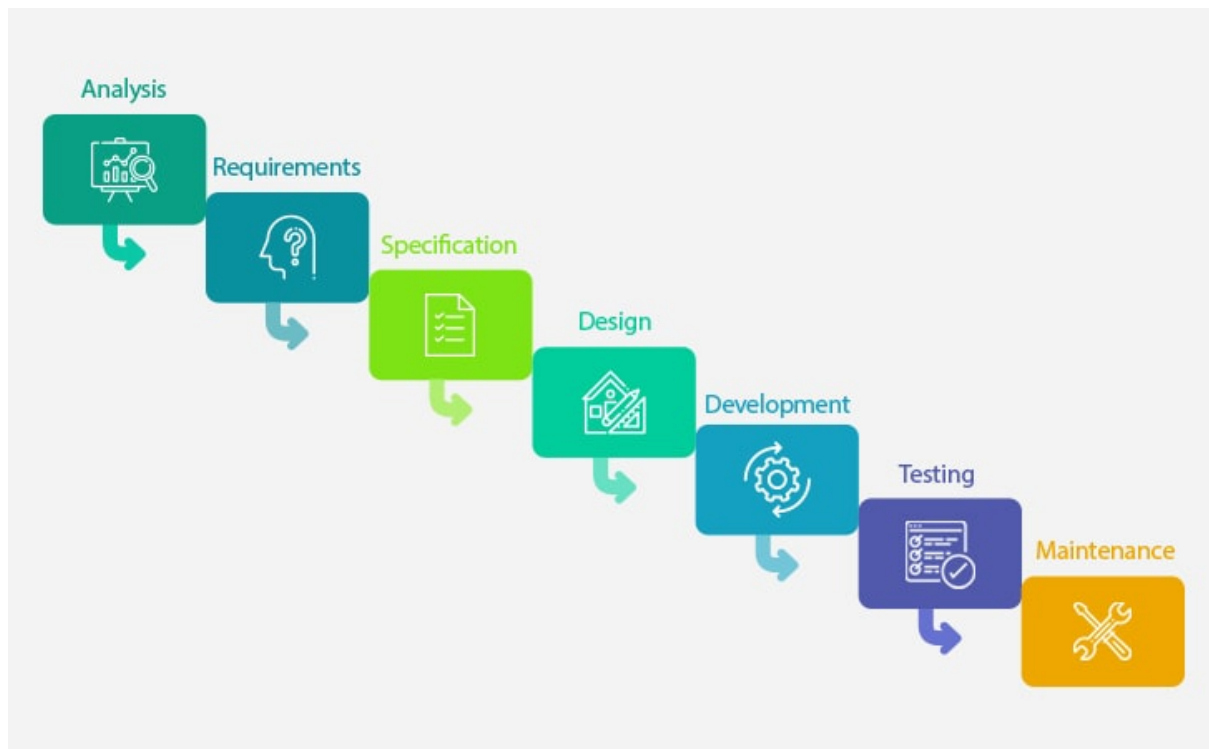 Analysis
Requirements
Specification
Design
Development
Testing
Maintenance